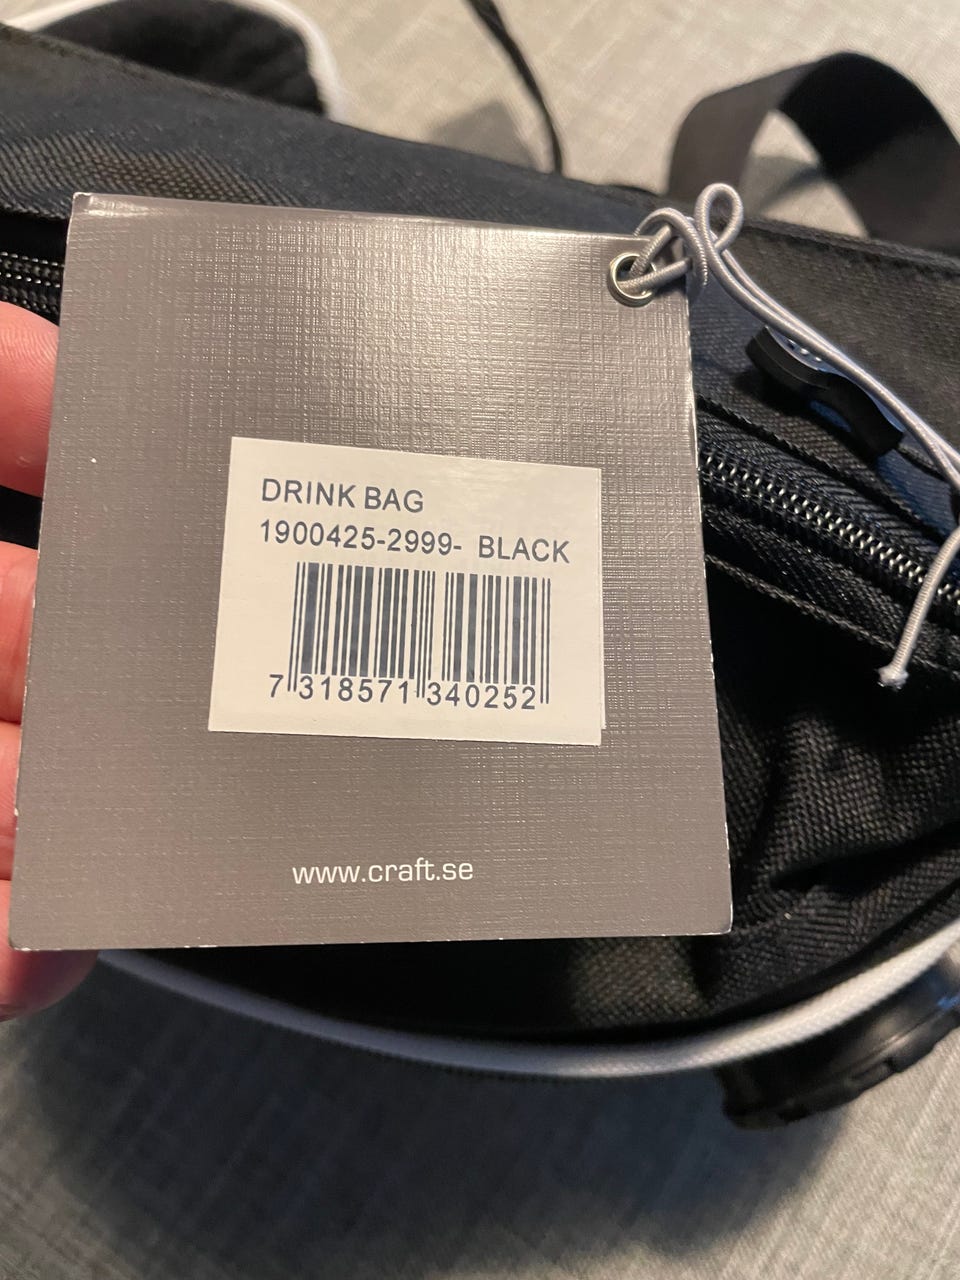 DRINK BAG
1900425-2999- BLACK
7 318571 340252
www.craft.se